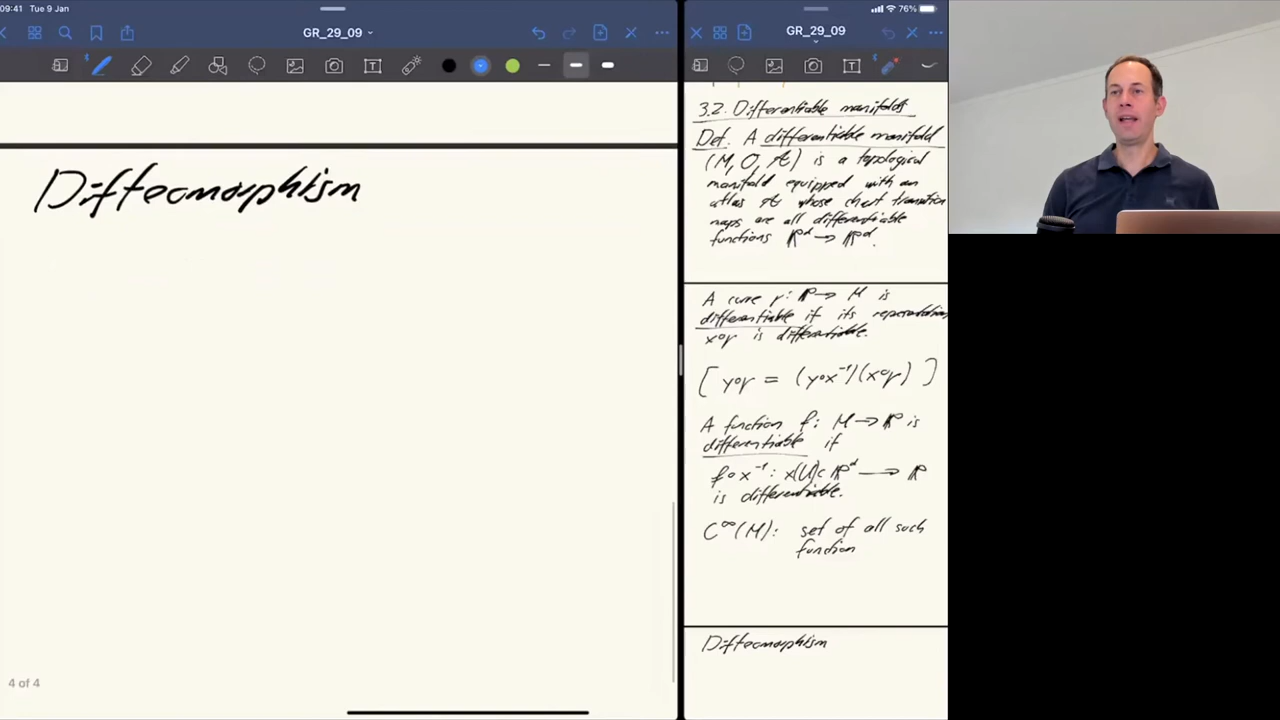 09:41 Tue 9 Jan
GR_29_09
Diffeomorphism
4 of 4
76%
GR_29_09
3.2. Differentiable manifolds
Def. A differentiable manifold
(M, O, A) is a topological
manifold equipped with an
atlas A whose chart transition
maps are all differentiable
functions ℝᵈ → ℝᵈ.
A curve γ: ℝ → M is
differentiable if its representation
x∘γ is differentiable.
[ y∘γ = (y∘x⁻¹)(x∘γ) ]
A function f: M → ℝ is
differentiable if
f∘x⁻¹: x(U) ⊂ ℝᵈ → ℝ
is differentiable.
C^∞(M): set of all such
function
Diffeomorphism